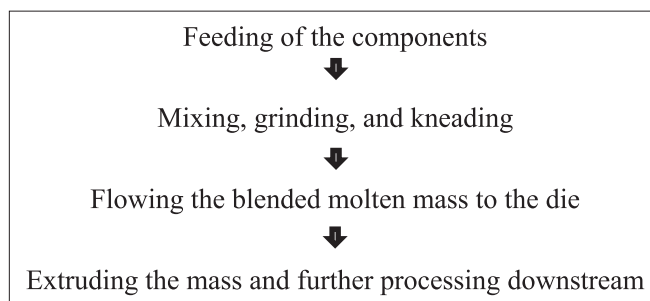 Feeding of the components
Mixing, grinding, and kneading
Flowing the blended molten mass to the die
Extruding the mass and further processing downstream